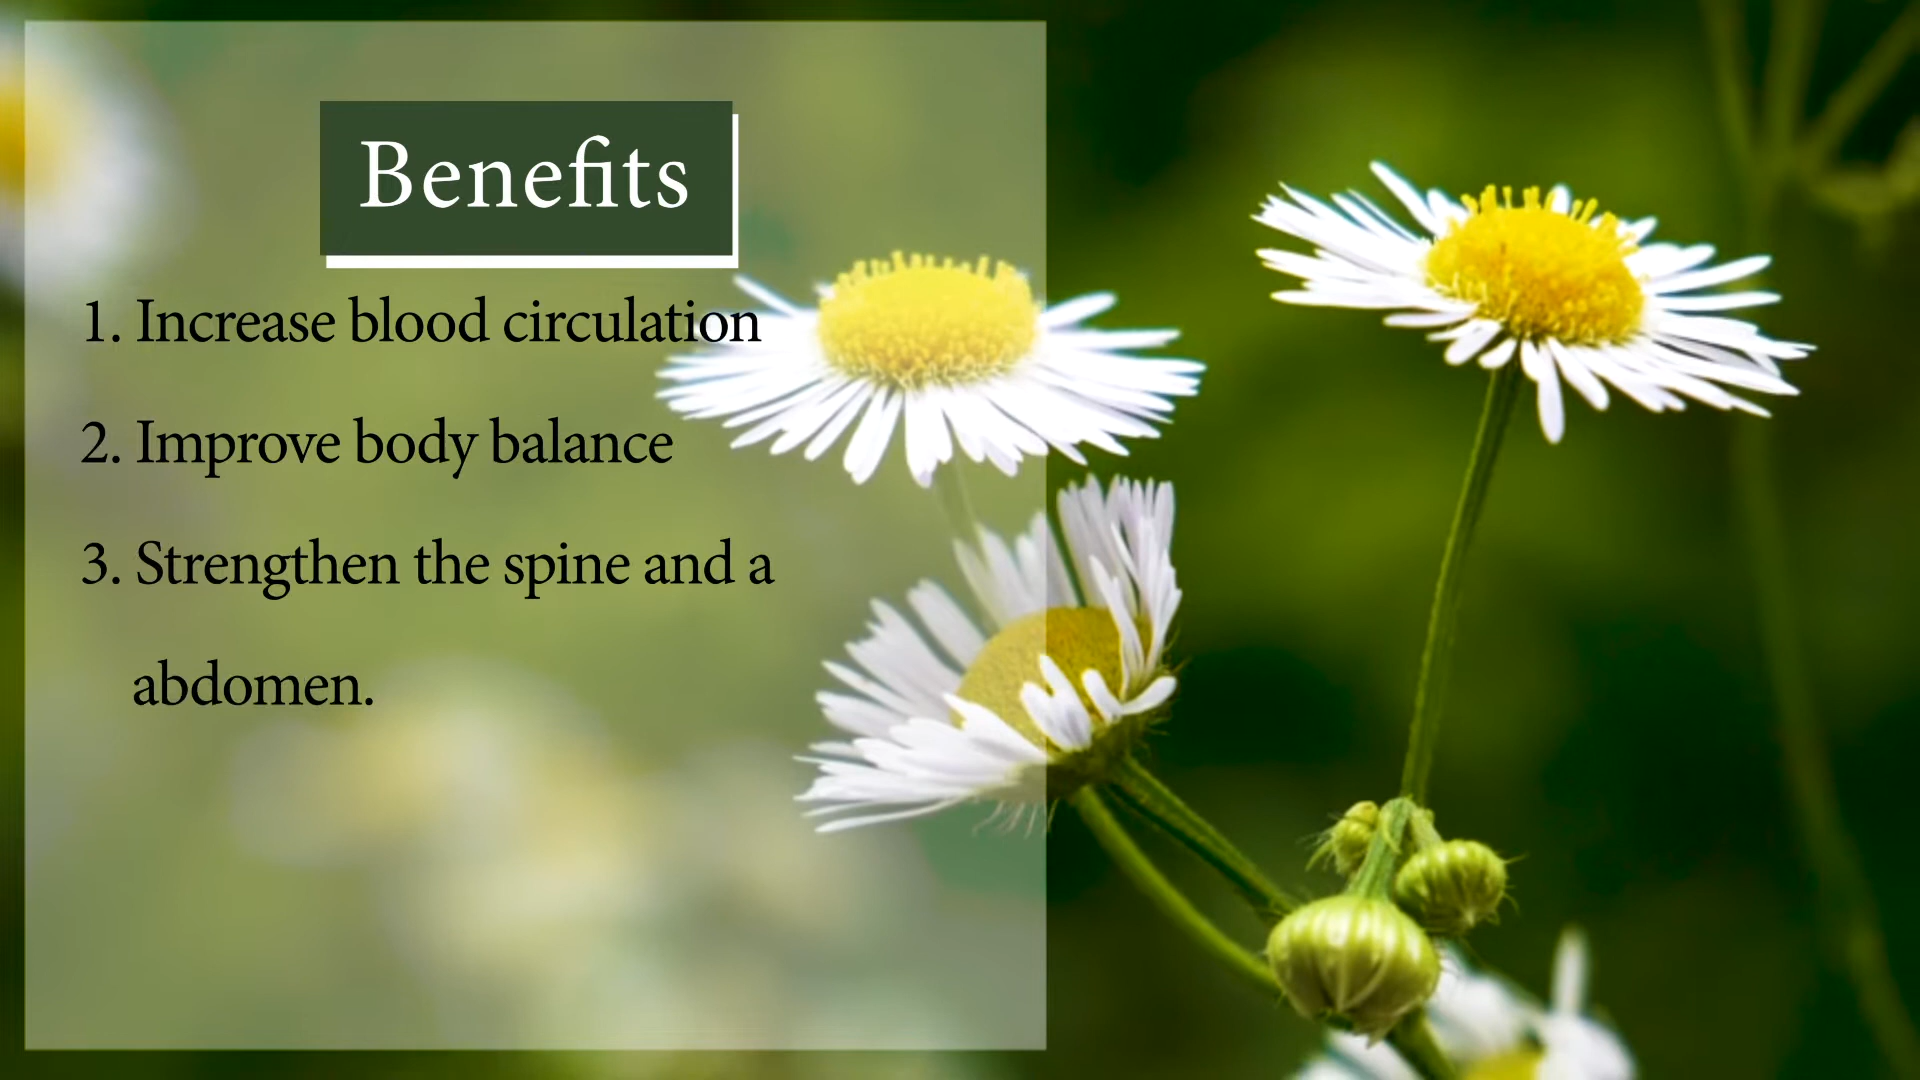 Benefits
1. Increase blood circulation
2. Improve body balance
3. Strengthen the spine and a
abdomen.